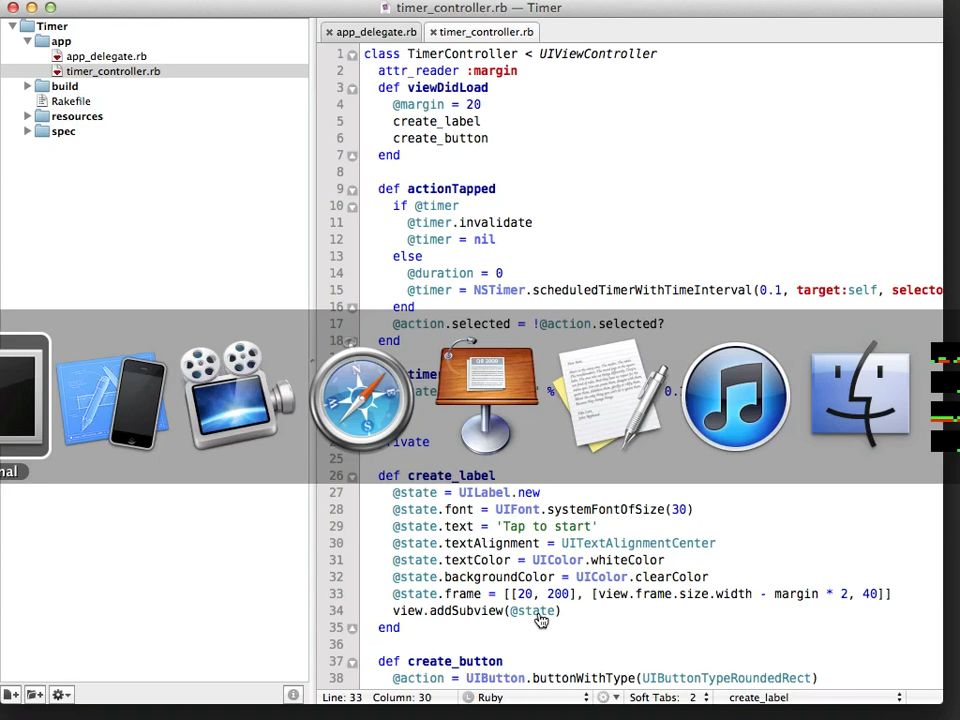 timer_controller.rb — Timer
Timer
app
app_delegate.rb
timer_controller.rb
build
Rakefile
resources
spec
app_delegate.rb timer_controller.rb
1 class TimerController < UIViewController
2 attr_reader :margin
3 def viewDidLoad
4 @margin = 20
5 create_label
6 create_button
7 end
8
9 def actionTapped
10 if @timer
11 @timer.invalidate
12 @timer = nil
13 else
14 @duration = 0
15 @timer = NSTimer.scheduledTimerWithTimeInterval(0.1, target:self, selecto
16 end
17 @action.selected = !@action.selected?
18 end
nal
25
26 def create_label
27 @state = UILabel.new
28 @state.font = UIFont.systemFontOfSize(30)
29 @state.text = 'Tap to start'
30 @state.textAlignment = UITextAlignmentCenter
31 @state.textColor = UIColor.whiteColor
32 @state.backgroundColor = UIColor.clearColor
33 @state.frame = [[20, 200], [view.frame.size.width - margin * 2, 40]]
34 view.addSubview(@state)
35 end
36
37 def create_button
38 @action = UIButton.buttonWithType(UIButtonTypeRoundedRect)
Line: 33 Column: 30 Ruby Soft Tabs: 2 create_label